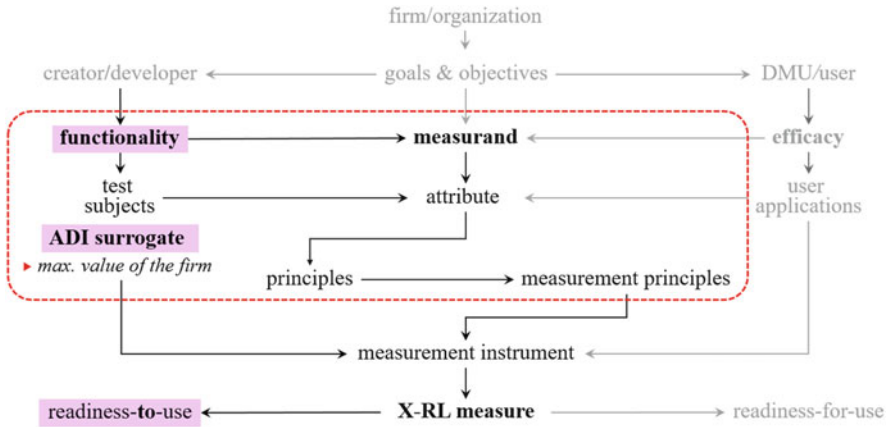 firm/organization
creator/developer
goals & objectives
DMU/user
functionality
measurand
efficacy
test
subjects
attribute
user
applications
ADI surrogate
max. value of the firm
principles
measurement principles
measurement instrument
readiness-to-use
X-RL measure
readiness-for-use